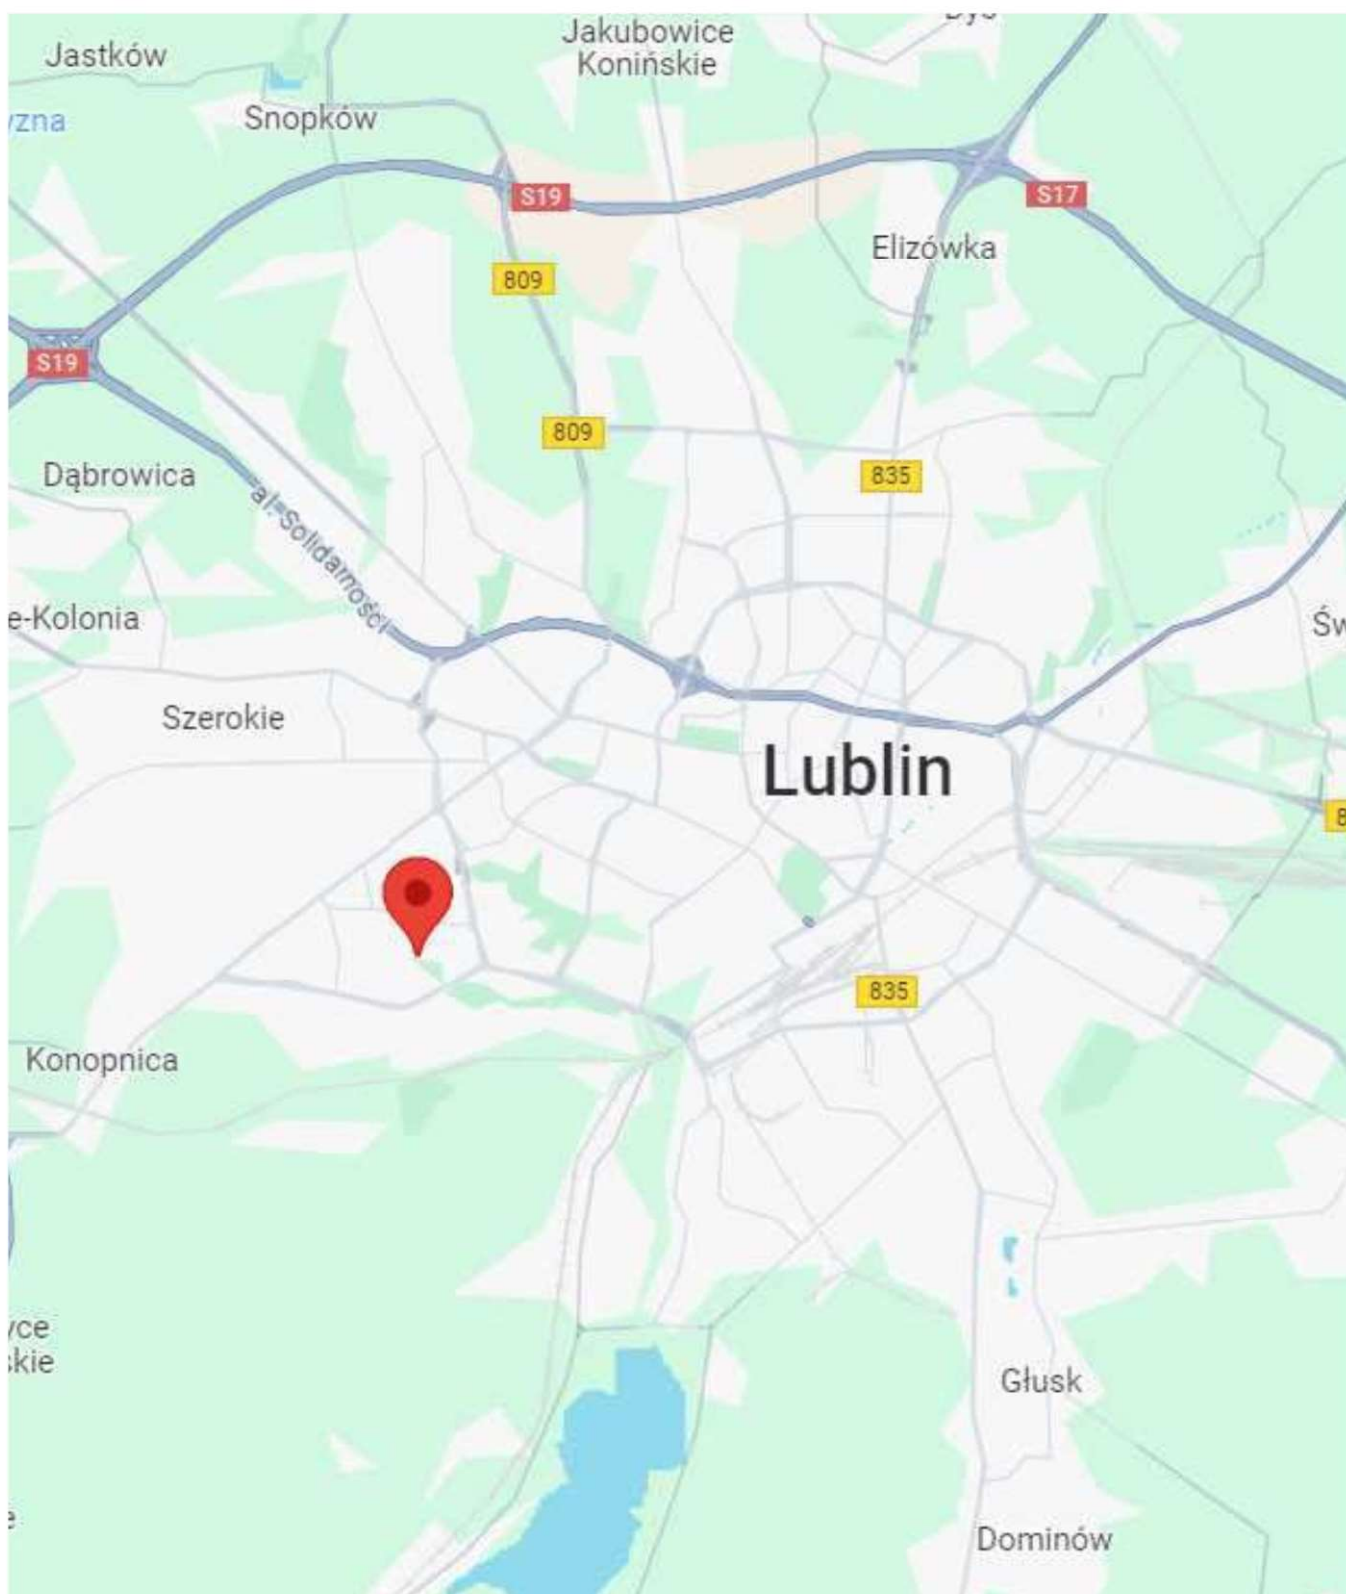 Jastków
Jakubowice
Konińskie
Snopków
S19
S17
Elizówka
809
S19
809
835
Dąbrowica
al. Solidarności
e-Kolonia
Szerokie
Lublin
835
Konopnica
Głusk
Dominów